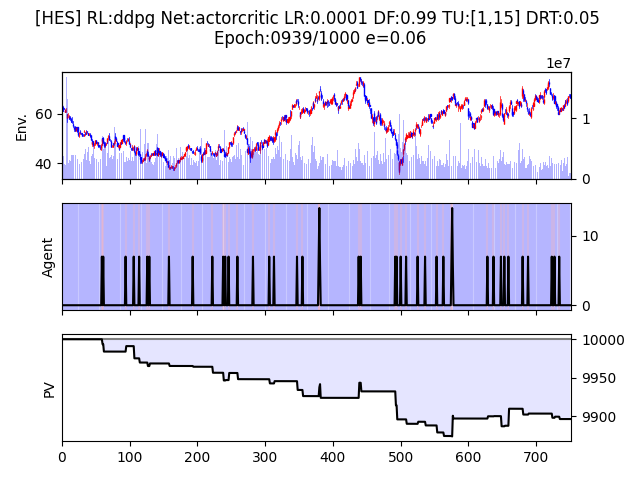 [HES] RL:ddpg Net:actorcritic LR:0.0001 DF:0.99 TU:[1,15] DRT:0.05
Epoch:0939/1000 e=0.06
1e7
Env.
60
40
1
0
Agent
10
0
PV
10000
9950
9900
0 100 200 300 400 500 600 700